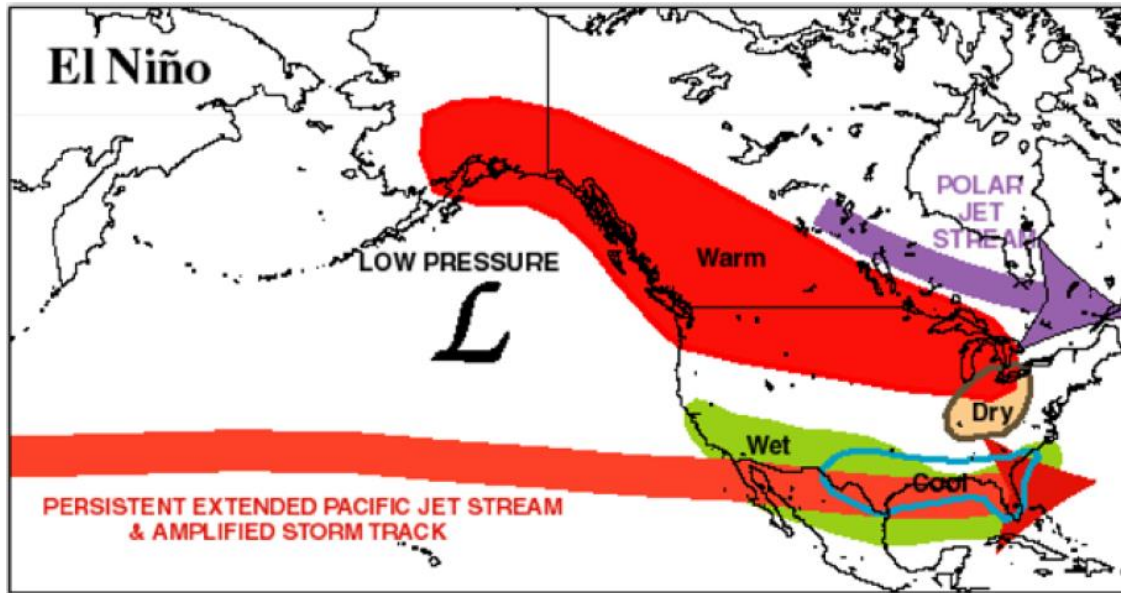 El Niño
POLAR
JET
STREAM
Warm
LOW PRESSURE
L
Dry
Wet
Cool
PERSISTENT EXTENDED PACIFIC JET STREAM
& AMPLIFIED STORM TRACK